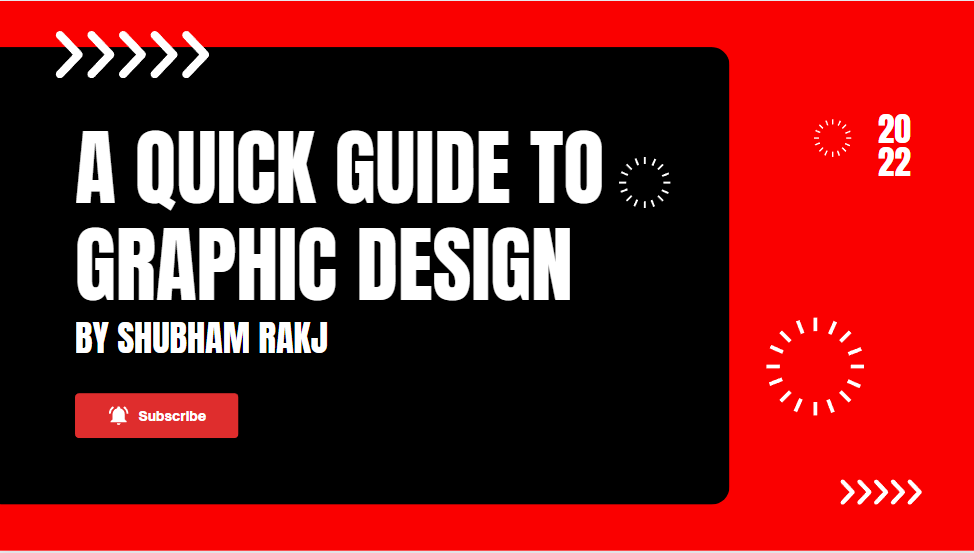 A QUICK GUIDE TO
GRAPHIC DESIGN
BY SHUBHAM RAKJ
Subscribe
20
22